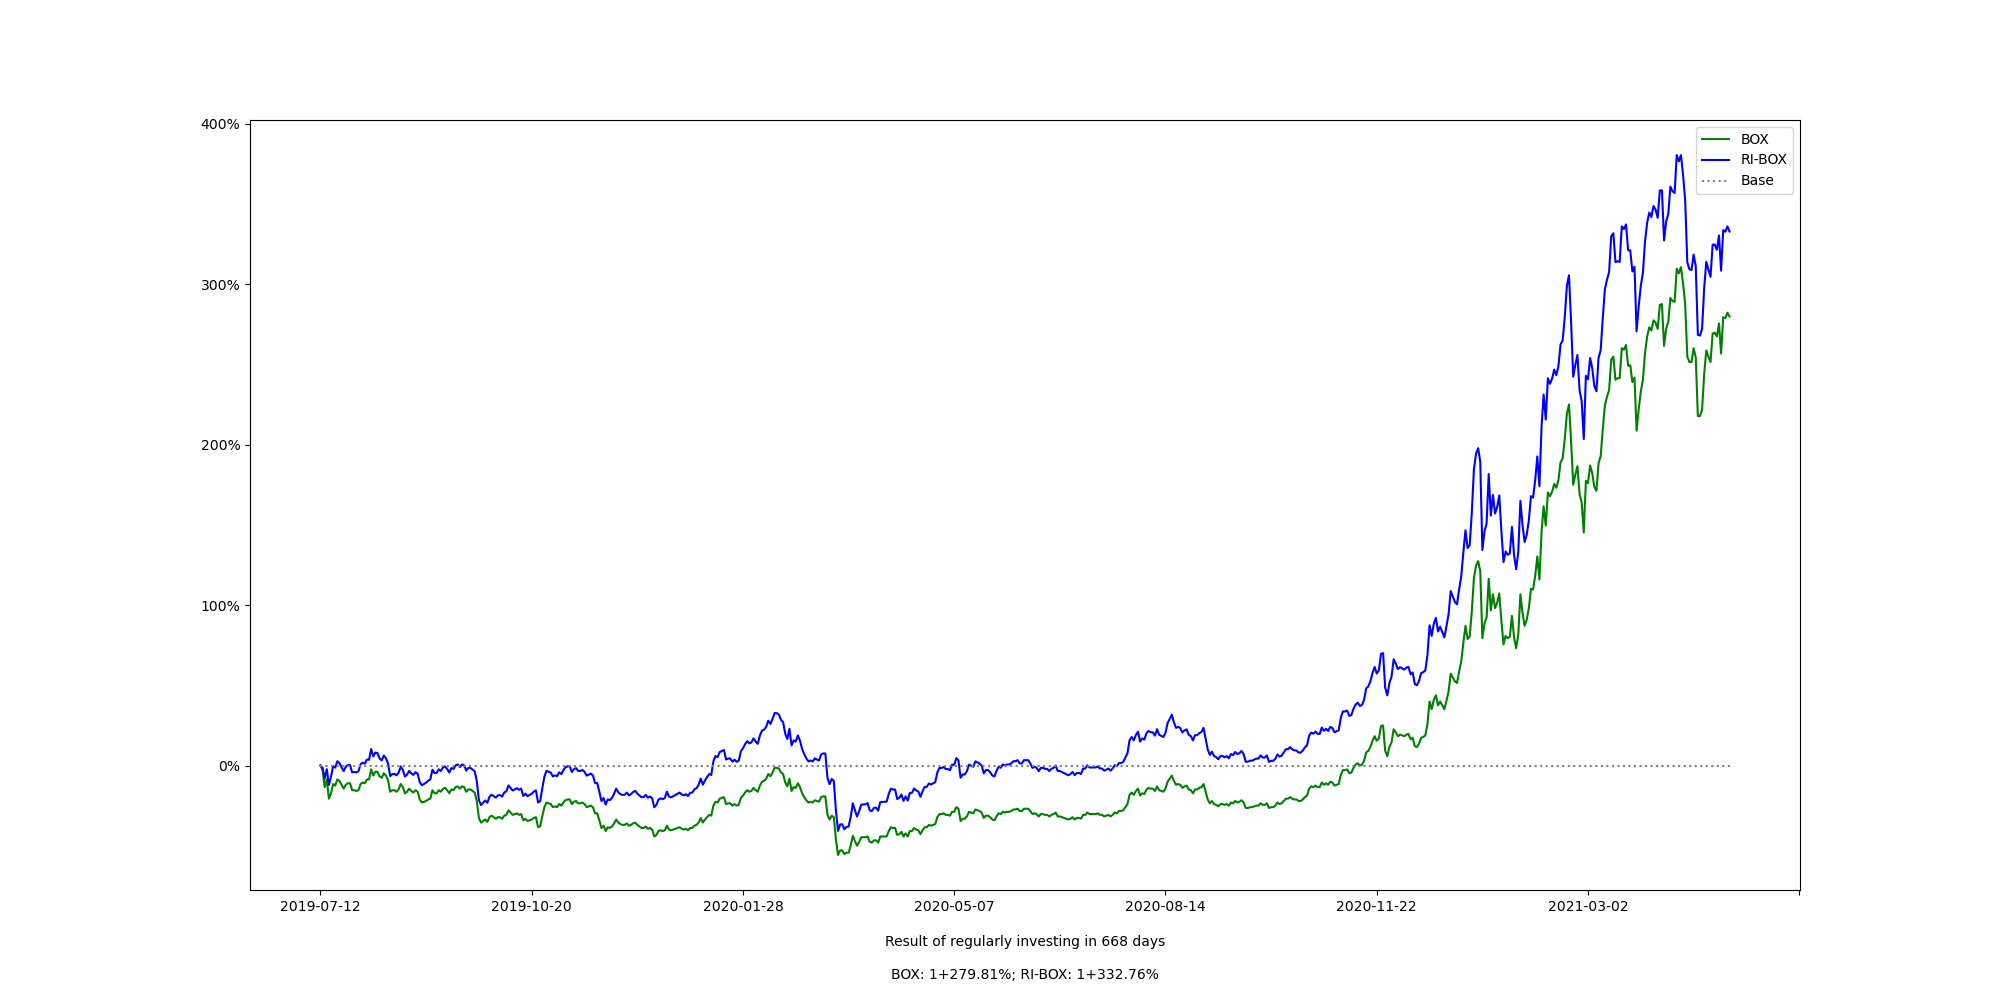 400%
300%
200%
100%
0%
BOX
RI-BOX
Base
2019-07-12
2019-10-20
2020-01-28
2020-05-07
2020-08-14
2020-11-22
2021-03-02
Result of regularly investing in 668 days
BOX: 1+279.81%; RI-BOX: 1+332.76%